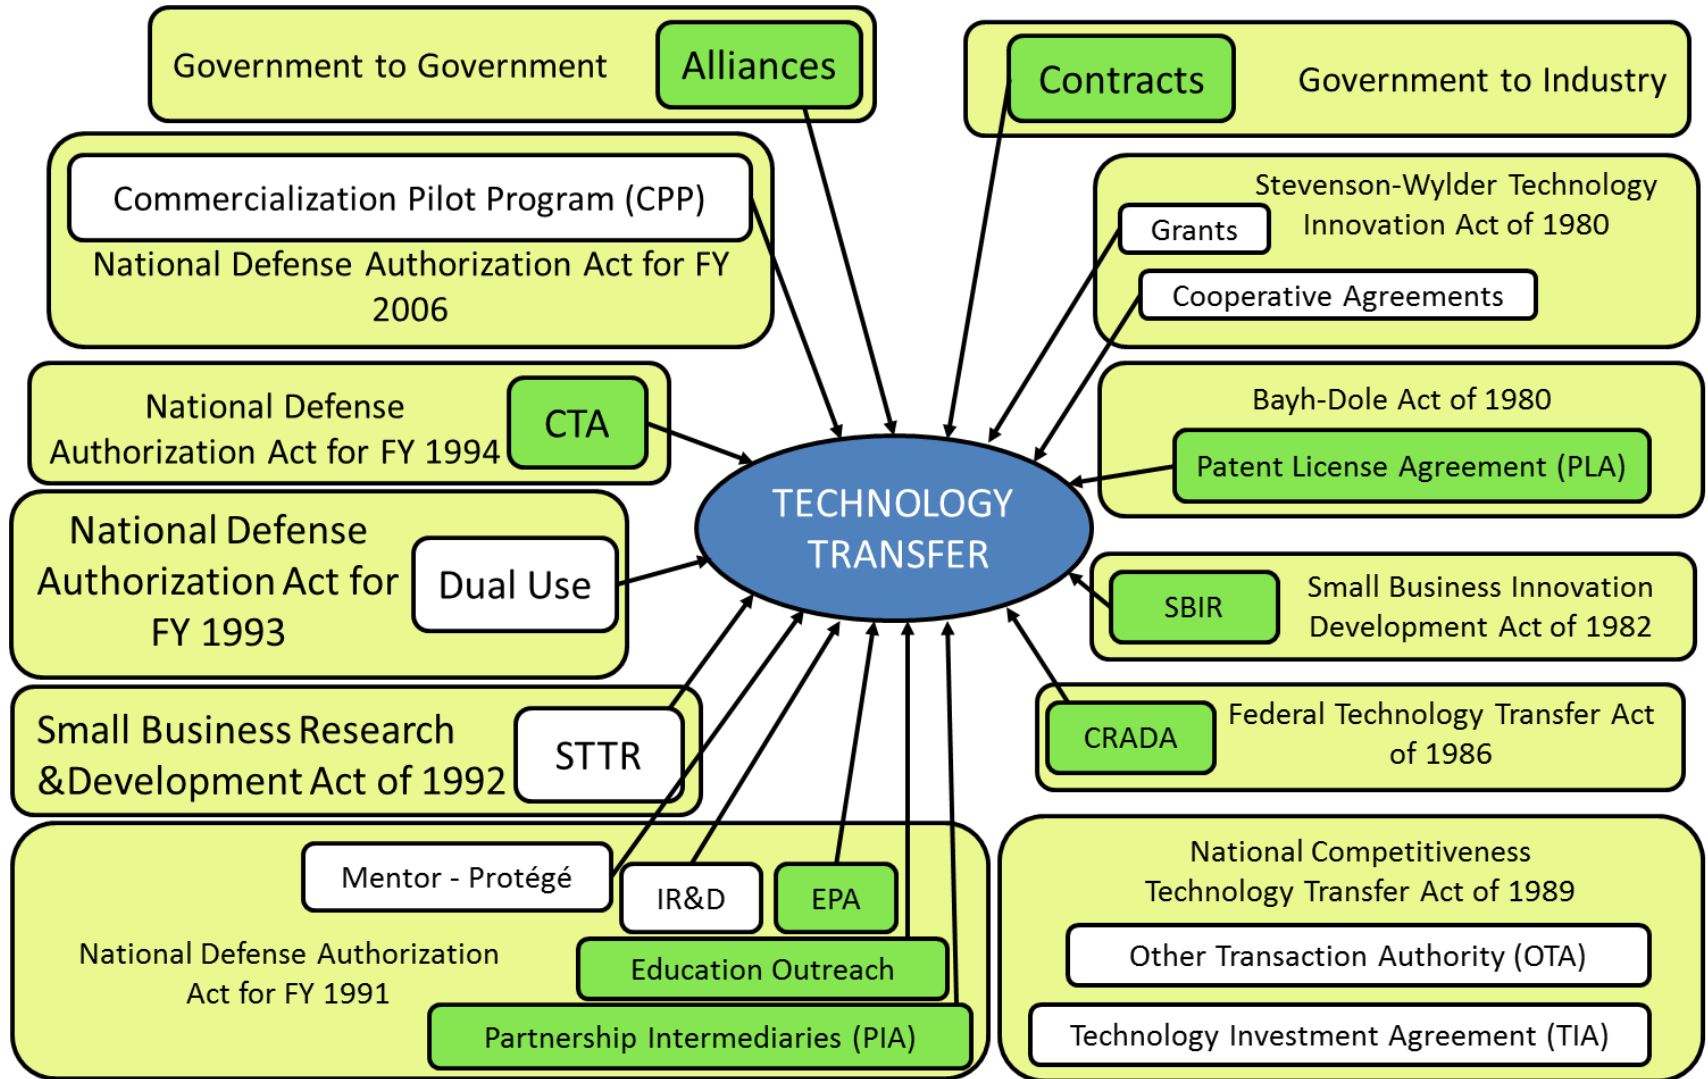 Government to Government
Alliances
Contracts
Government to Industry
Commercialization Pilot Program (CPP)
National Defense Authorization Act for FY
2006
Stevenson-Wylder Technology
Innovation Act of 1980
Grants
Cooperative Agreements
National Defense
Authorization Act for FY 1994
CTA
Bayh-Dole Act of 1980
Patent License Agreement (PLA)
TECHNOLOGY
TRANSFER
National Defense
Authorization Act for
FY 1993
Dual Use
SBIR
Small Business Innovation
Development Act of 1982
Small Business Research
&Development Act of 1992
STTR
CRADA
Federal Technology Transfer Act
of 1986
Mentor - Protégé
IR&D
EPA
National Defense Authorization
Act for FY 1991
Education Outreach
Partnership Intermediaries (PIA)
National Competitiveness
Technology Transfer Act of 1989
Other Transaction Authority (OTA)
Technology Investment Agreement (TIA)